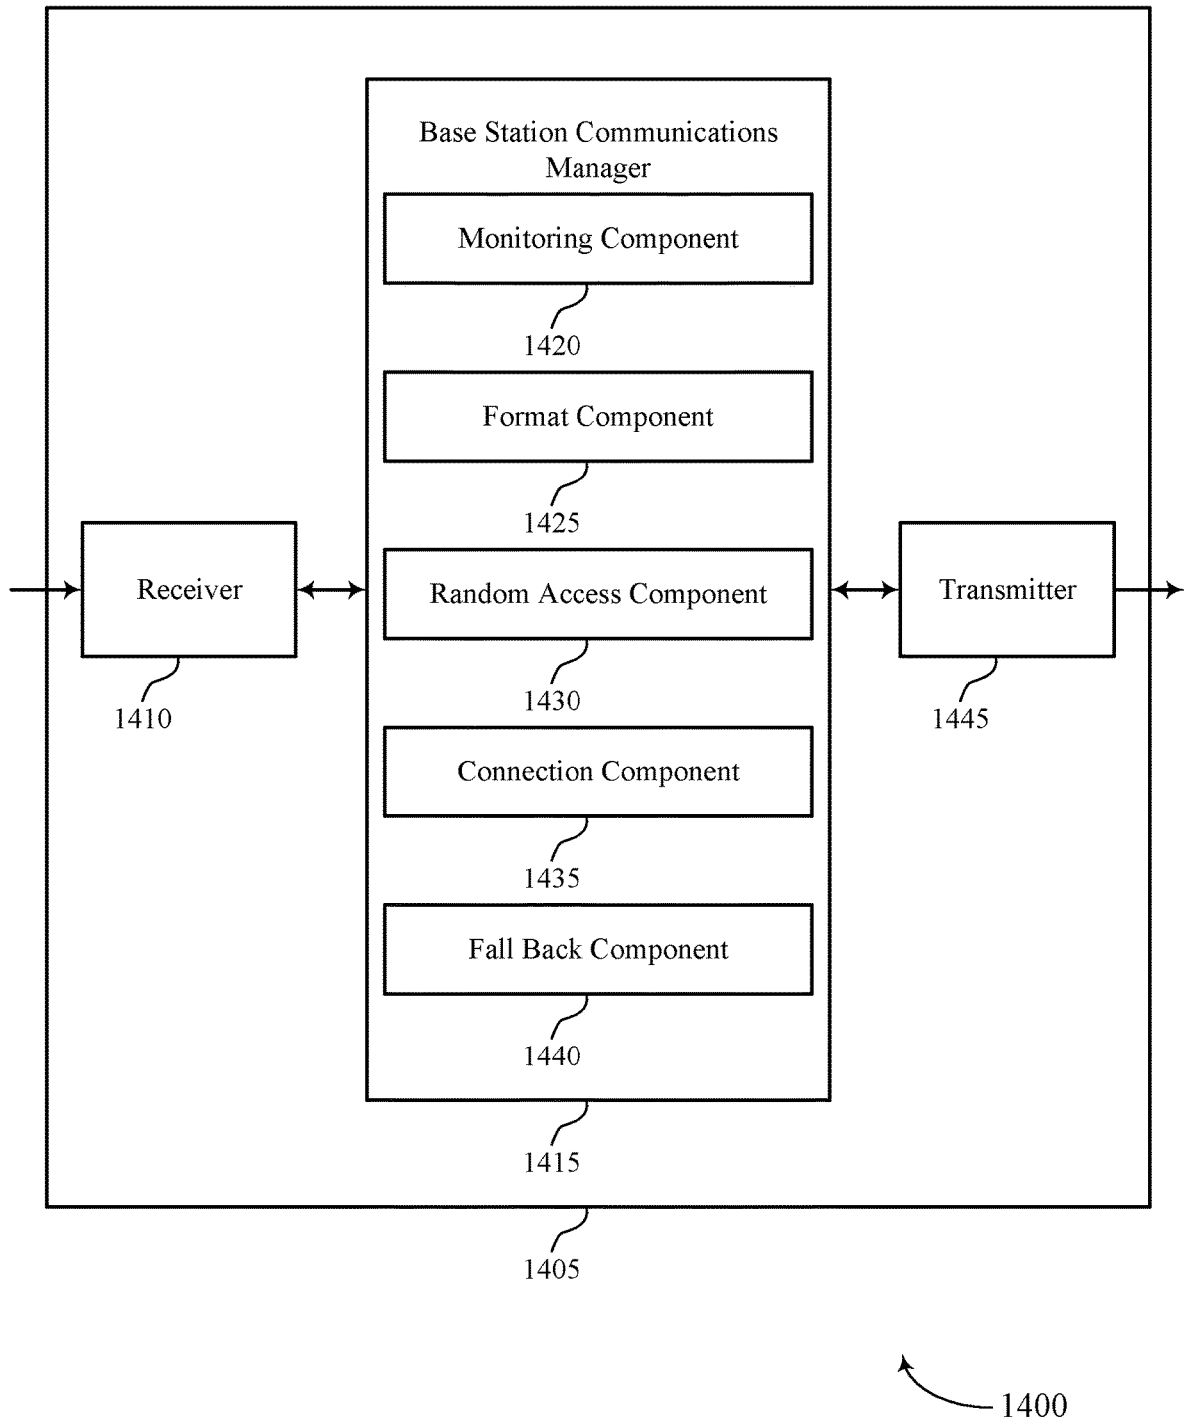 Base Station Communications
Manager
Monitoring Component
1420
Format Component
1425
Receiver
1410
Random Access Component
1430
Transmitter
1445
Connection Component
1435
Fall Back Component
1440
1415
1405
1400